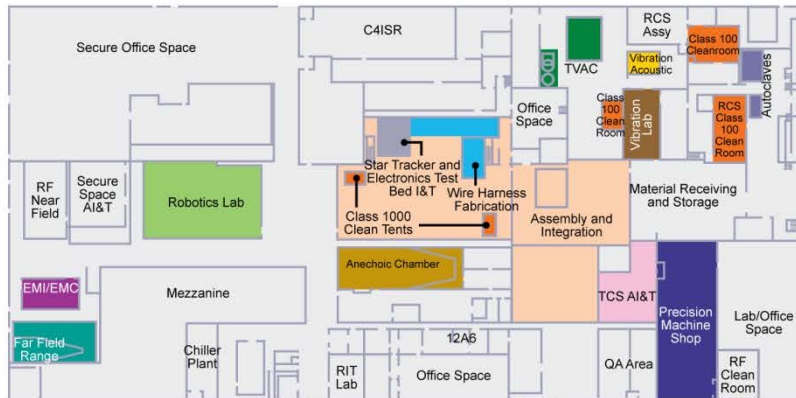 Secure Office Space
C4ISR
TVAC
RCS
Assy
Vibration
Acoustic
Class 100
Cleanroom
Autoclaves
Office
Space
Class
100
Clean
Room
Vibration Lab
RCS
Class
100
Clean
Room
RF
Near
Field
Secure
Space
AI&T
Robotics Lab
Star Tracker and
Electronics Test
Bed I&T
Wire Harness
Fabrication
Class 1000
Clean Tents
Assembly and
Integration
Material Receiving
and Storage
EMI/EMC
Mezzanine
Anechoic Chamber
TCS AI&T
Precision
Machine
Shop
Lab/Office
Space
Far Field
Range
Chiller
Plant
12A6
RIT
Lab
Office Space
QA Area
RF
Clean
Room